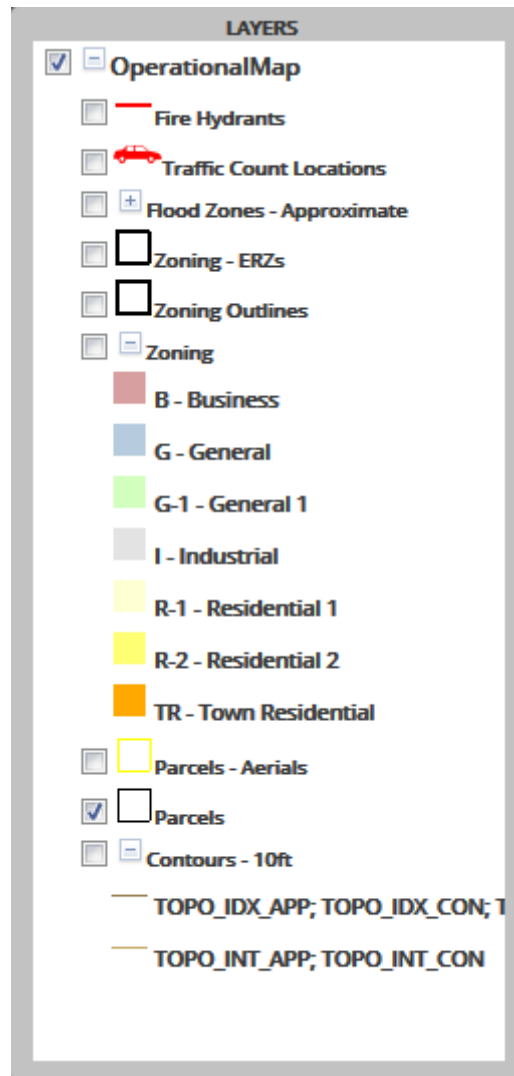 LAYERS
OperationalMap
Fire Hydrants
Traffic Count Locations
Flood Zones - Approximate
Zoning - ERZs
Zoning Outlines
Zoning
B - Business
G - General
G-1 - General 1
I - Industrial
R-1 - Residential 1
R-2 - Residential 2
TR - Town Residential
Parcels - Aerials
Parcels
Contours - 10ft
TOPO_IDX_APP; TOPO_IDX_CON; T
TOPO_INT_APP; TOPO_INT_CON